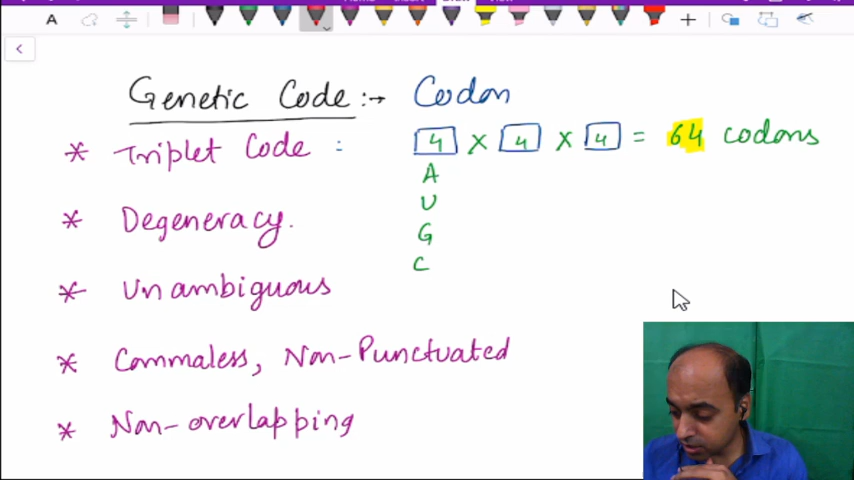 Genetic Code :→ Codon
* Triplet Code : 4 x 4 x 4 = 64 codons
A
U
* Degeneracy.
G
C
* Unambiguous
* Commaless, Non-Punctuated
* Non-overlapping